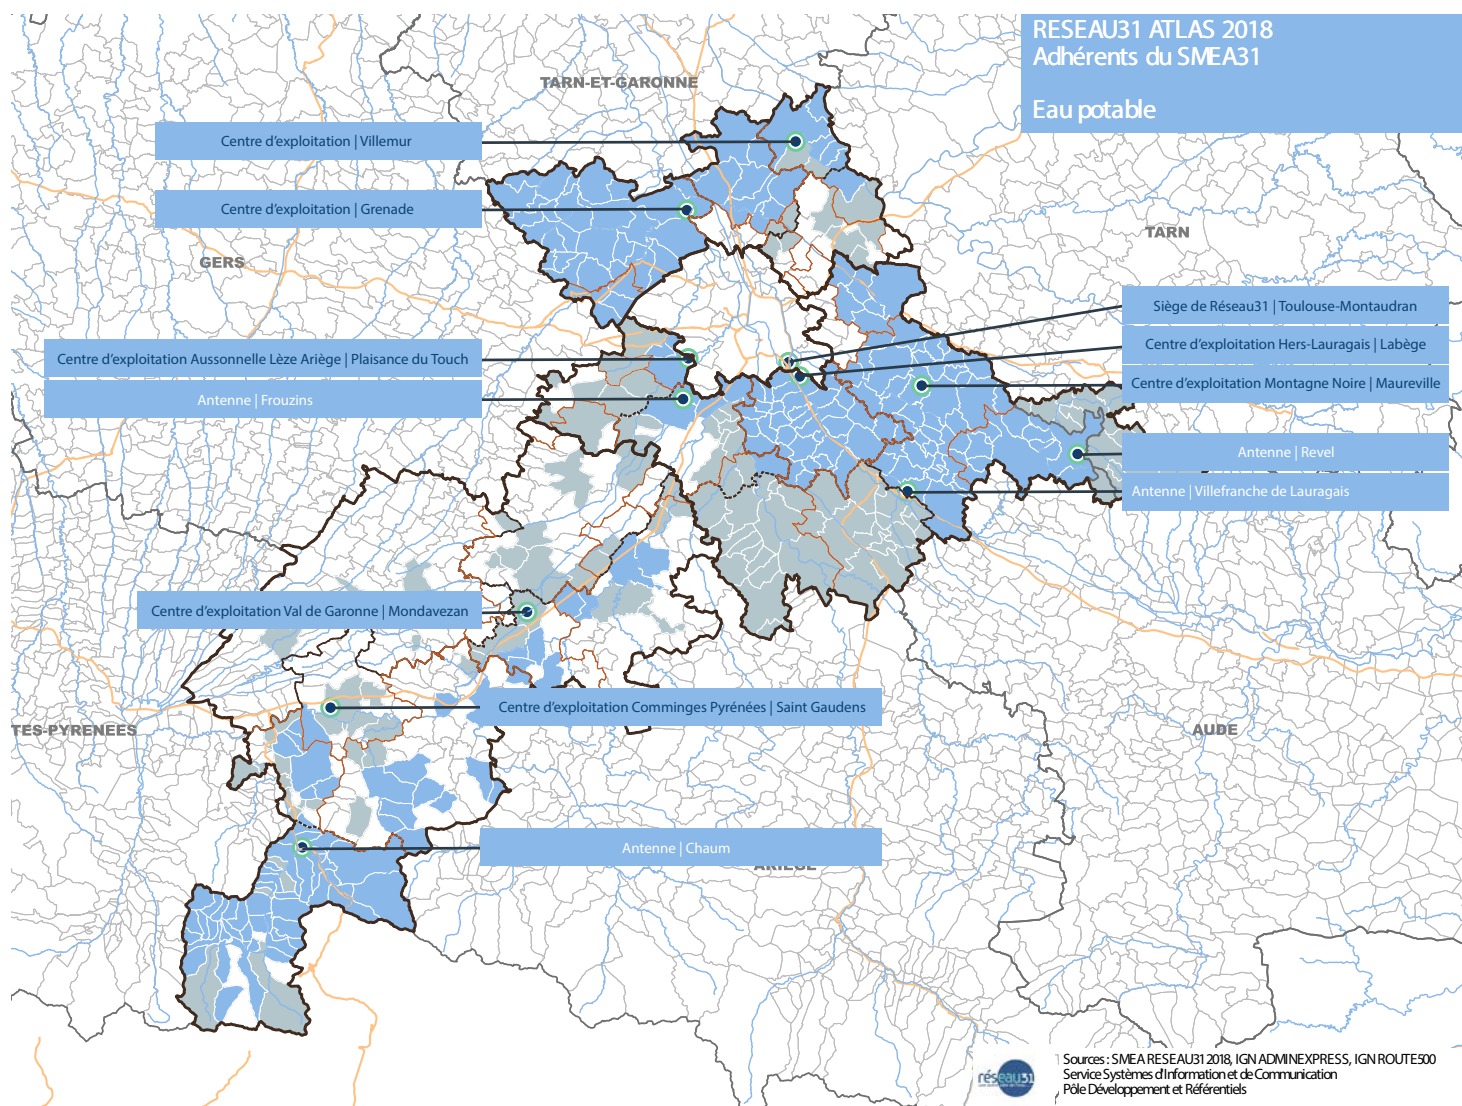 RESEAU31 ATLAS 2018
Adhérents du SMEA31
Eau potable
TARN-ET-GARONNE
Centre d'exploitation | Villemur
Centre d'exploitation | Grenade
TARN
GERS
Siège de Réseau31 | Toulouse-Montaudran
Centre d'exploitation Hers-Lauragais | Labège
Centre d'exploitation Aussonnelle Lèze Ariège | Plaisance du Touch
Centre d'exploitation Montagne Noire | Maureville
Antenne | Frouzins
Antenne | Revel
Antenne | Villefranche de Lauragais
Centre d'exploitation Val de Garonne | Mondavezan
Centre d'exploitation Comminges Pyrénées | Saint Gaudens
TES-PYRENEES
AUDE
Antenne | Chaum
ARIEGE
réseau31
Sources : SMEA RESEAU31 2018, IGN ADMINEXPRESS, IGN ROUTE500
Service Systèmes d'Information et de Communication
Pôle Développement et Référentiels